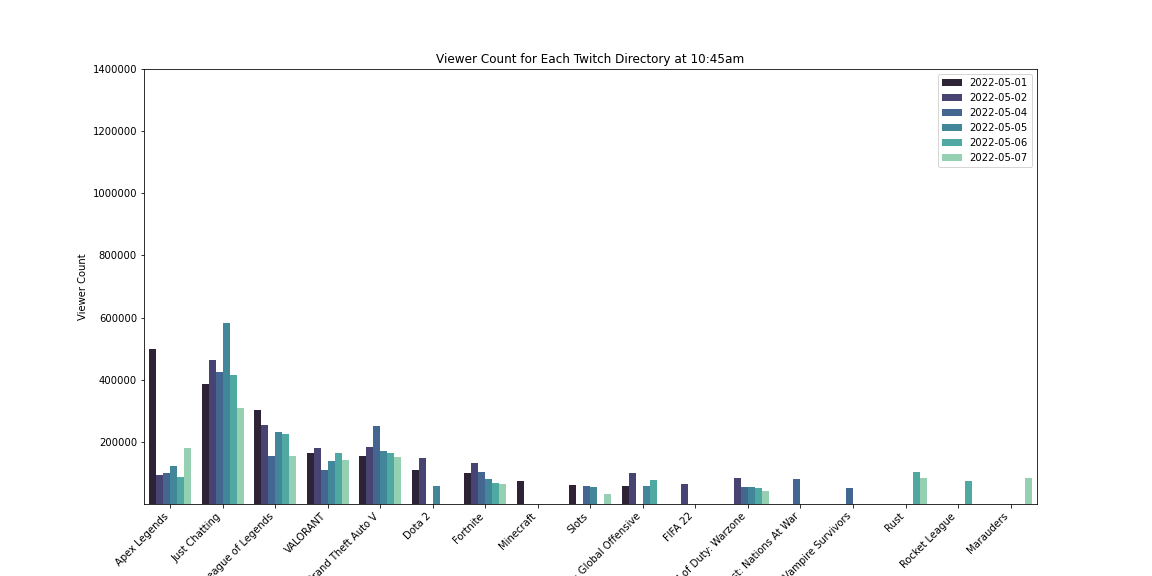 Viewer Count for Each Twitch Directory at 10:45am
1400000
1200000
1000000
800000
600000
400000
200000
Viewer Count
2022-05-01
2022-05-02
2022-05-04
2022-05-05
2022-05-06
2022-05-07
Apex Legends
Just Chatting
of Legends
VALORANT
Theft Auto V
Dota 2
Fortnite
Minecraft
Slots
Global Offensive
FIFA 22
of Duty: Warzone
Nations At War
Vampire Survivors
Rust
Rocket League
Marauders